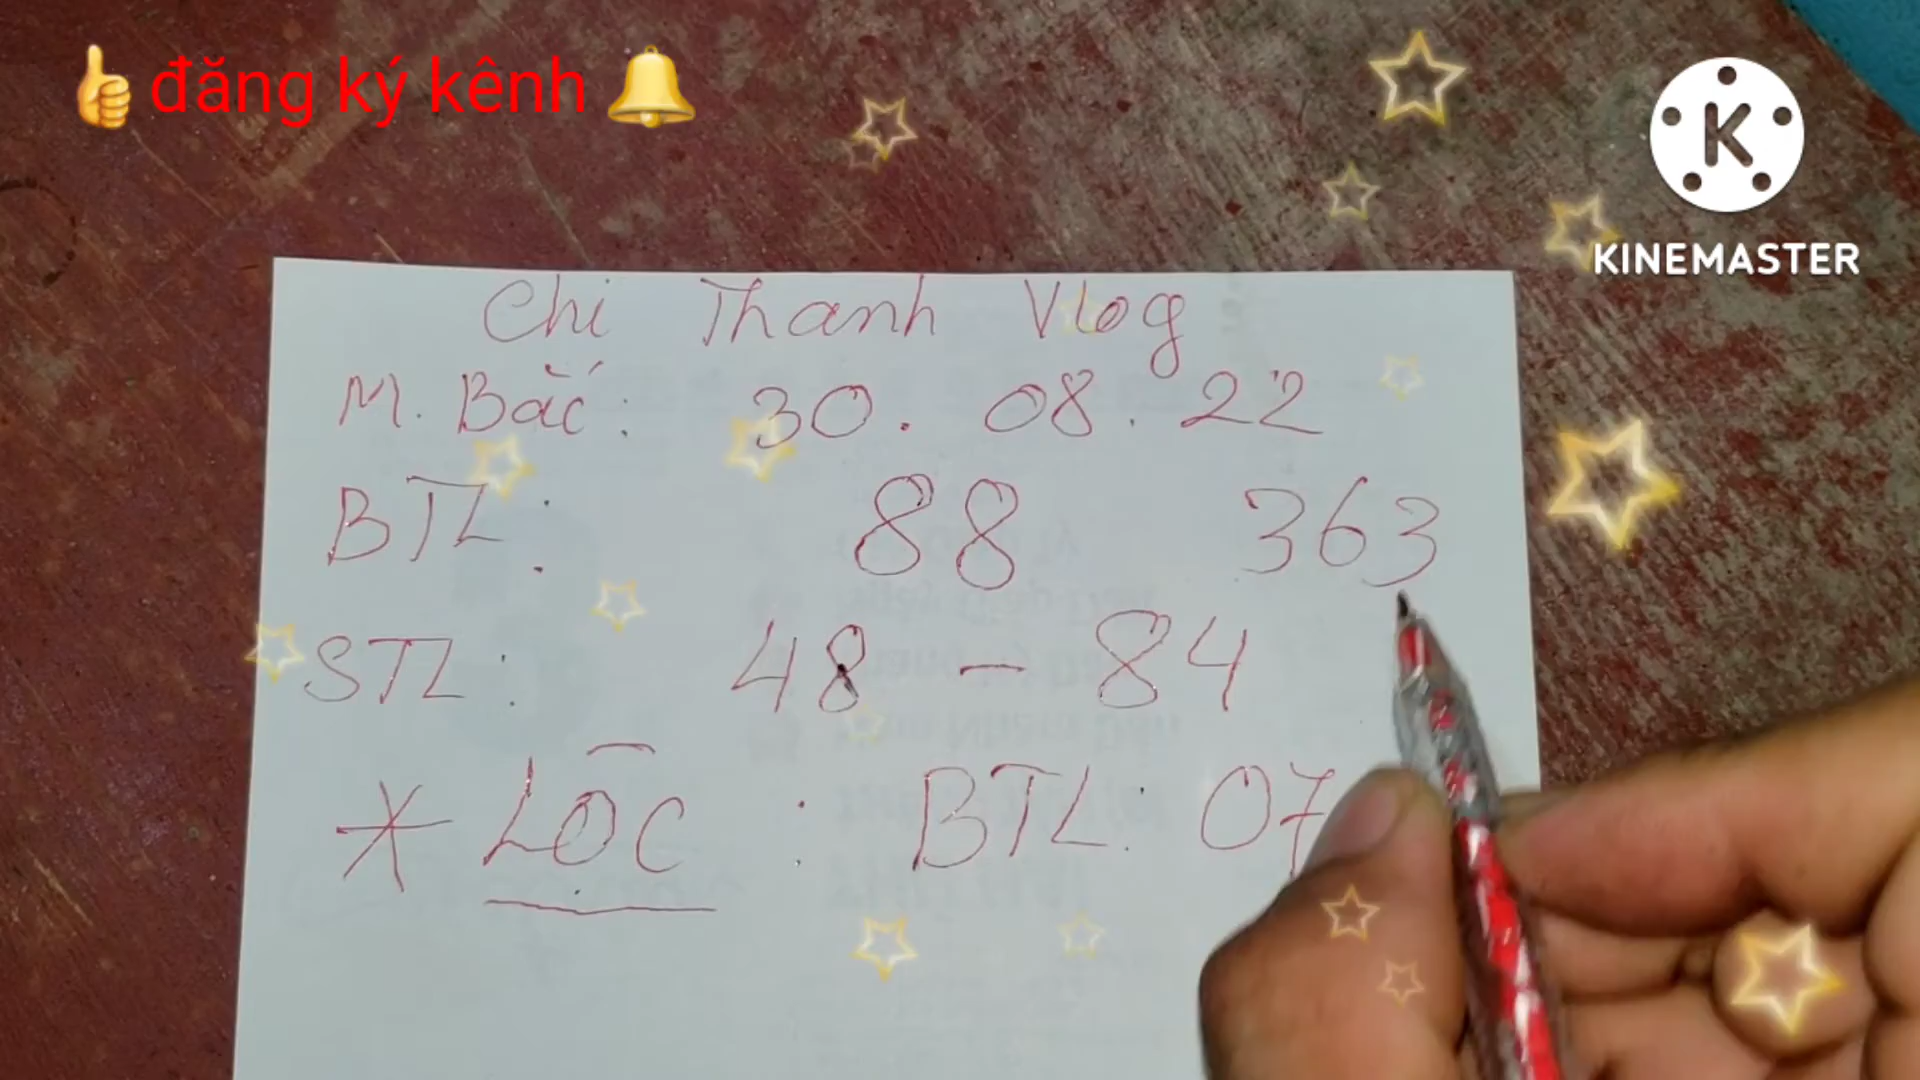 👍 đăng ký kênh 🔔
K
KINEMASTER
Chi Thanh Vlog
M. Bắc: 30. 08. 22
BTL: 88 363
STL: 48 - 84
* LỘC : BTL: 07